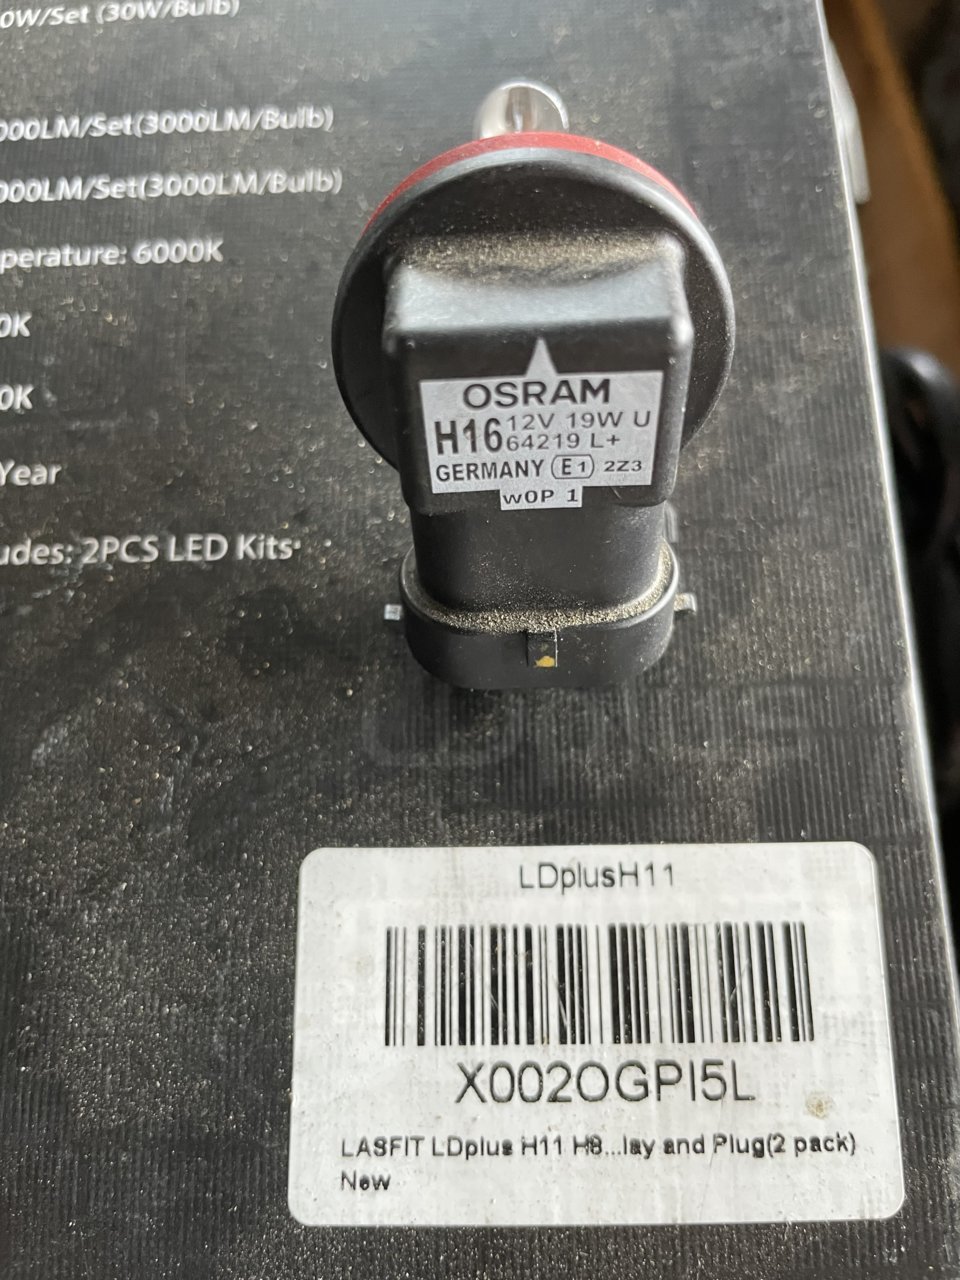 0W/Set (30W/Bulb)
000LM/Set(3000LM/Bulb)
000LM/Set(3000LM/Bulb)
perature: 6000K
0K
0K
Year
udes: 2PCS LED Kits
OSRAM
H16 12V 19W U
64219 L+
GERMANY E1 2Z3
W0P 1
LDplusH11
X002OGPI5L
LASFIT LDplus H11 H8...lay and Plug(2 pack)
New